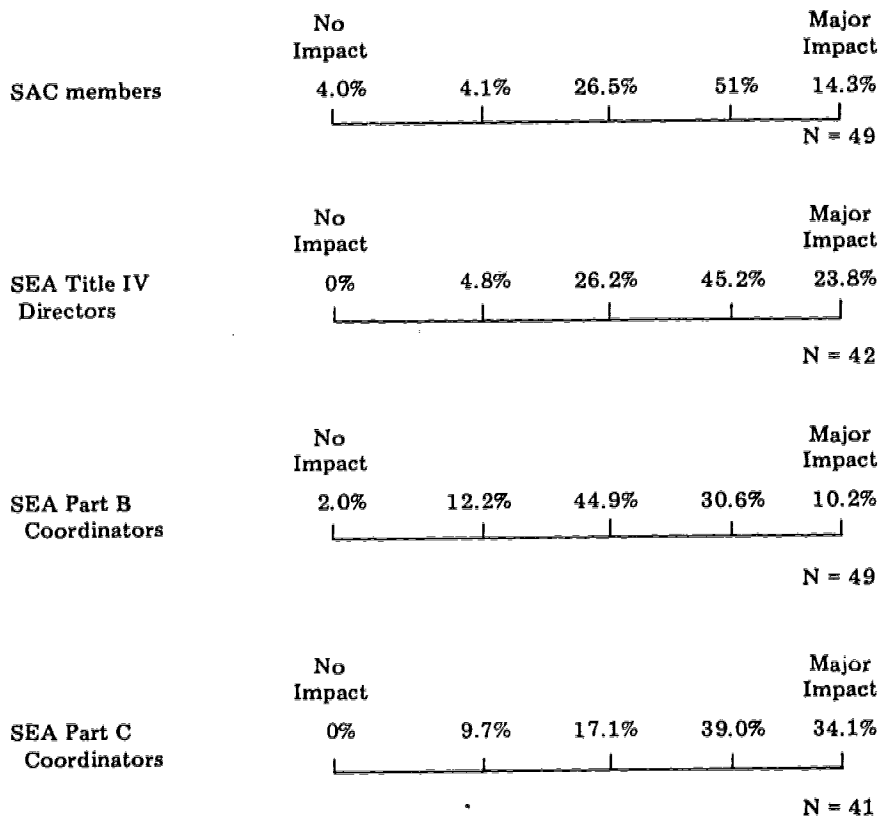 No Major
Impact Impact
SAC members 4.0% 4.1% 26.5% 51% 14.3%
N = 49
No Major
Impact Impact
SEA Title IV 0% 4.8% 26.2% 45.2% 23.8%
Directors
N = 42
No Major
Impact Impact
SEA Part B 2.0% 12.2% 44.9% 30.6% 10.2%
Coordinators
N = 49
No Major
Impact Impact
SEA Part C 0% 9.7% 17.1% 39.0% 34.1%
Coordinators
N = 41